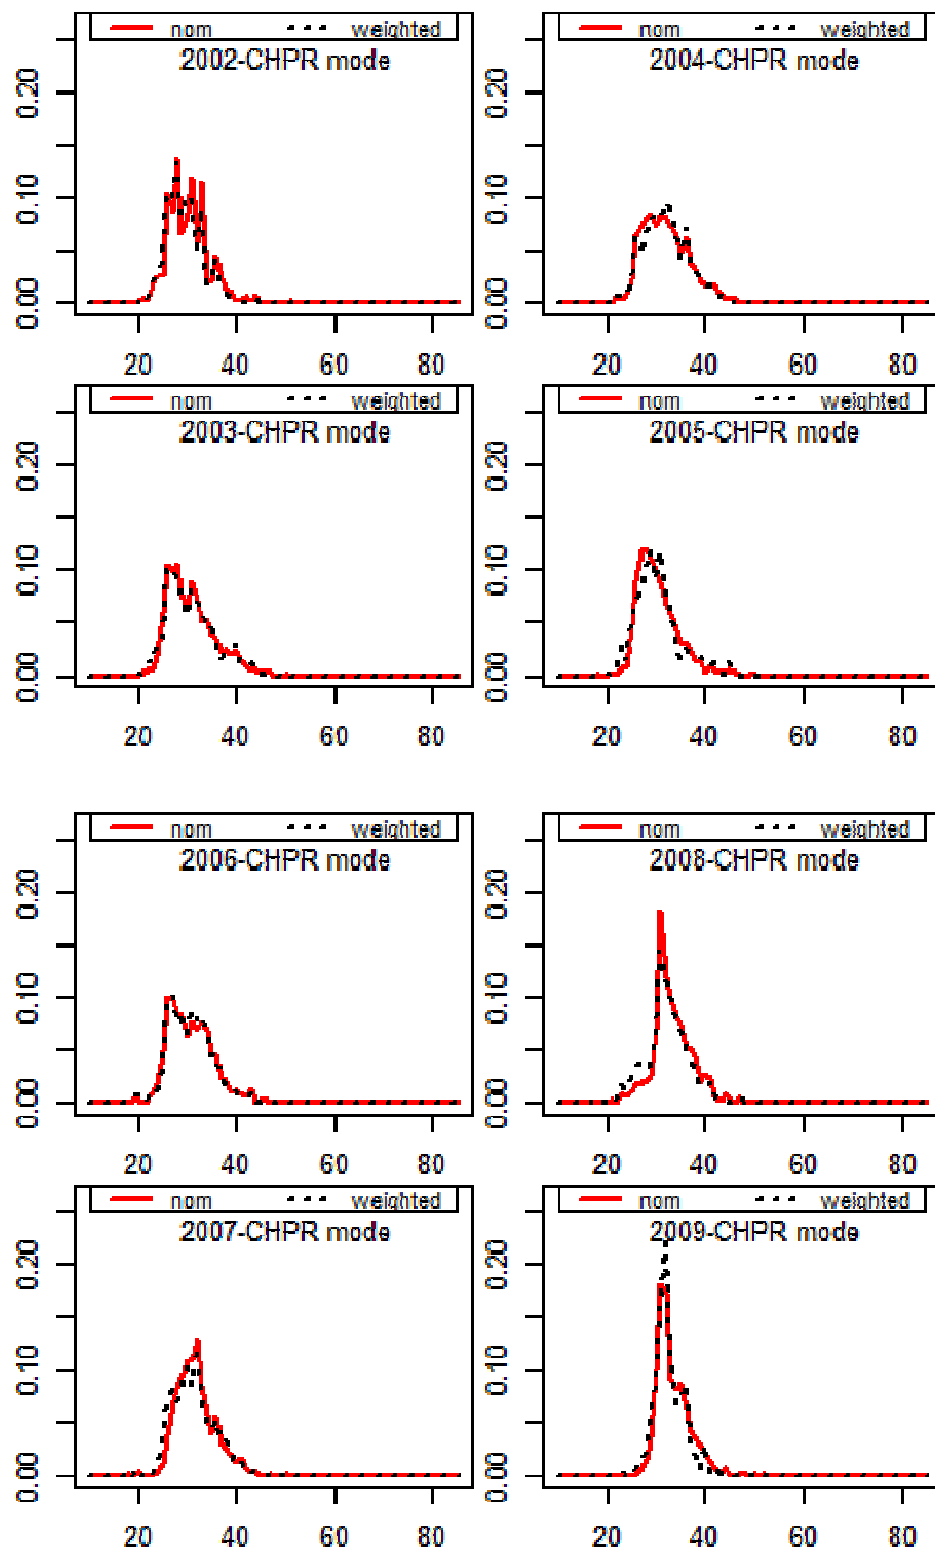 nom weighted
2002-CHPR mode
0.00 0.10 0.20
20 40 60 80
nom weighted
2004-CHPR mode
0.00 0.10 0.20
20 40 60 80
nom weighted
2003-CHPR mode
0.00 0.10 0.20
20 40 60 80
nom weighted
2005-CHPR mode
0.00 0.10 0.20
20 40 60 80
nom weighted
2006-CHPR mode
0.00 0.10 0.20
20 40 60 80
nom weighted
2008-CHPR mode
0.00 0.10 0.20
20 40 60 80
nom weighted
2007-CHPR mode
0.00 0.10 0.20
20 40 60 80
nom weighted
2009-CHPR mode
0.00 0.10 0.20
20 40 60 80